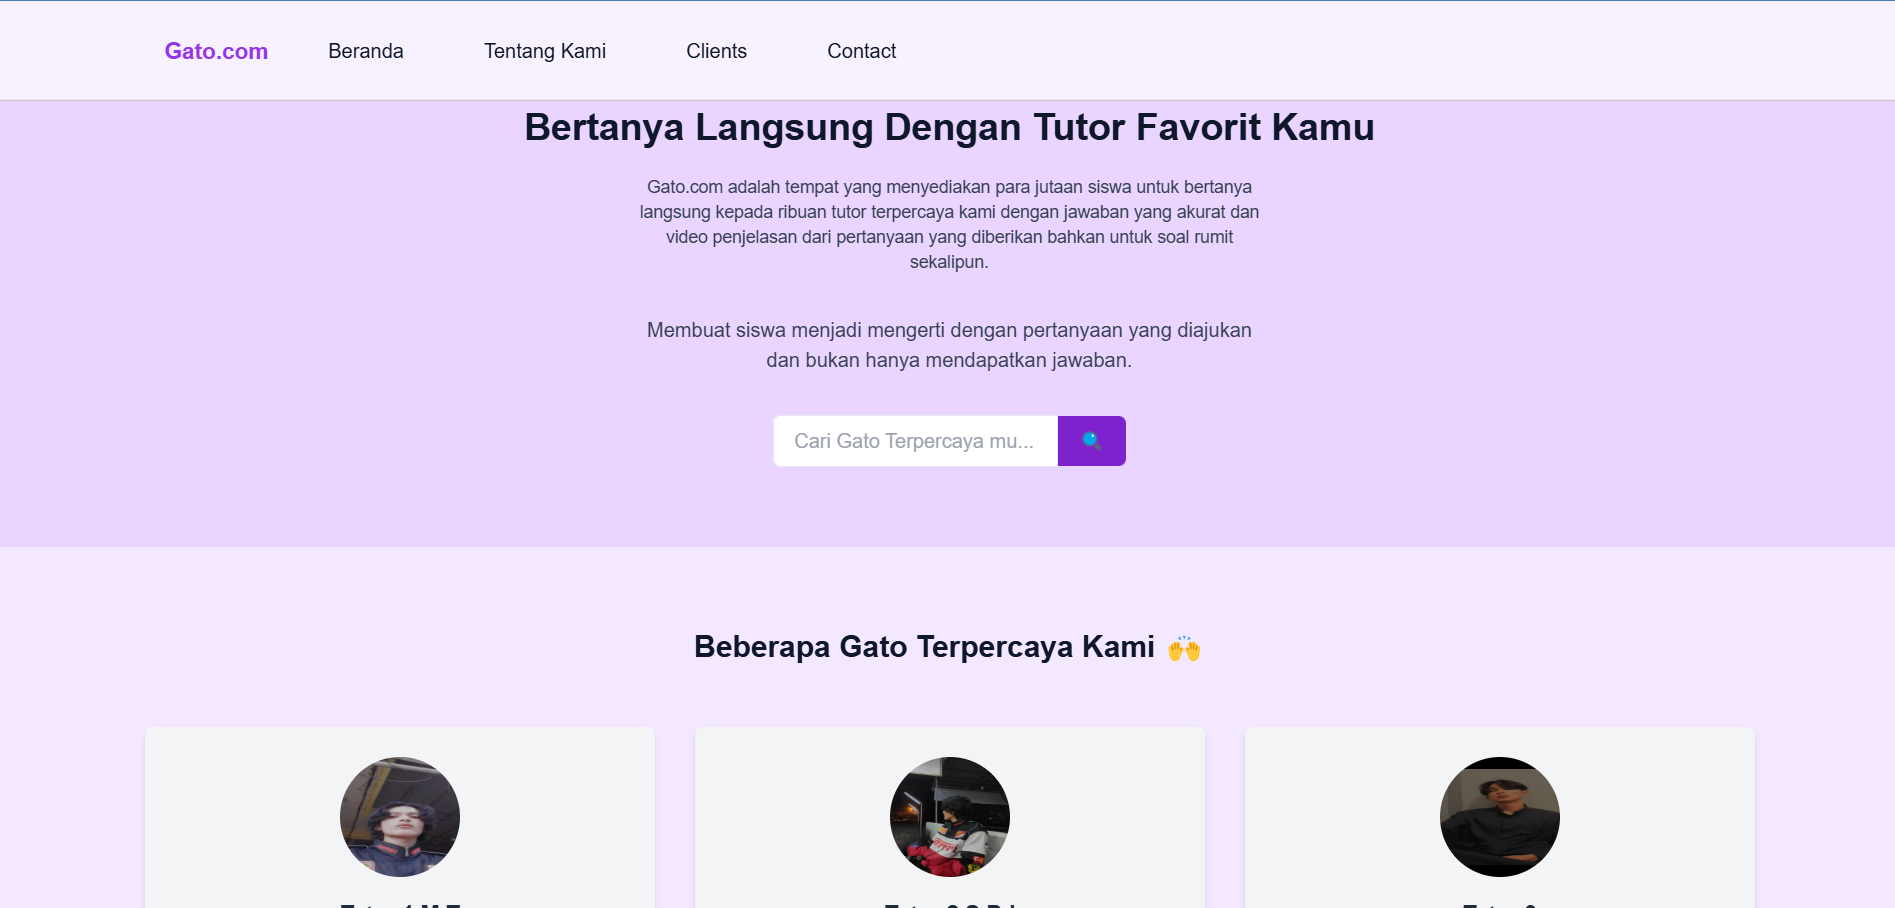 Gato.com Beranda Tentang Kami Clients Contact
Bertanya Langsung Dengan Tutor Favorit Kamu
Gato.com adalah tempat yang menyediakan para jutaan siswa untuk bertanya
langsung kepada ribuan tutor terpercaya kami dengan jawaban yang akurat dan
video penjelasan dari pertanyaan yang diberikan bahkan untuk soal rumit
sekalipun.
Membuat siswa menjadi mengerti dengan pertanyaan yang diajukan
dan bukan hanya mendapatkan jawaban.
Cari Gato Terpercaya mu... 🔍
Beberapa Gato Terpercaya Kami 🙌